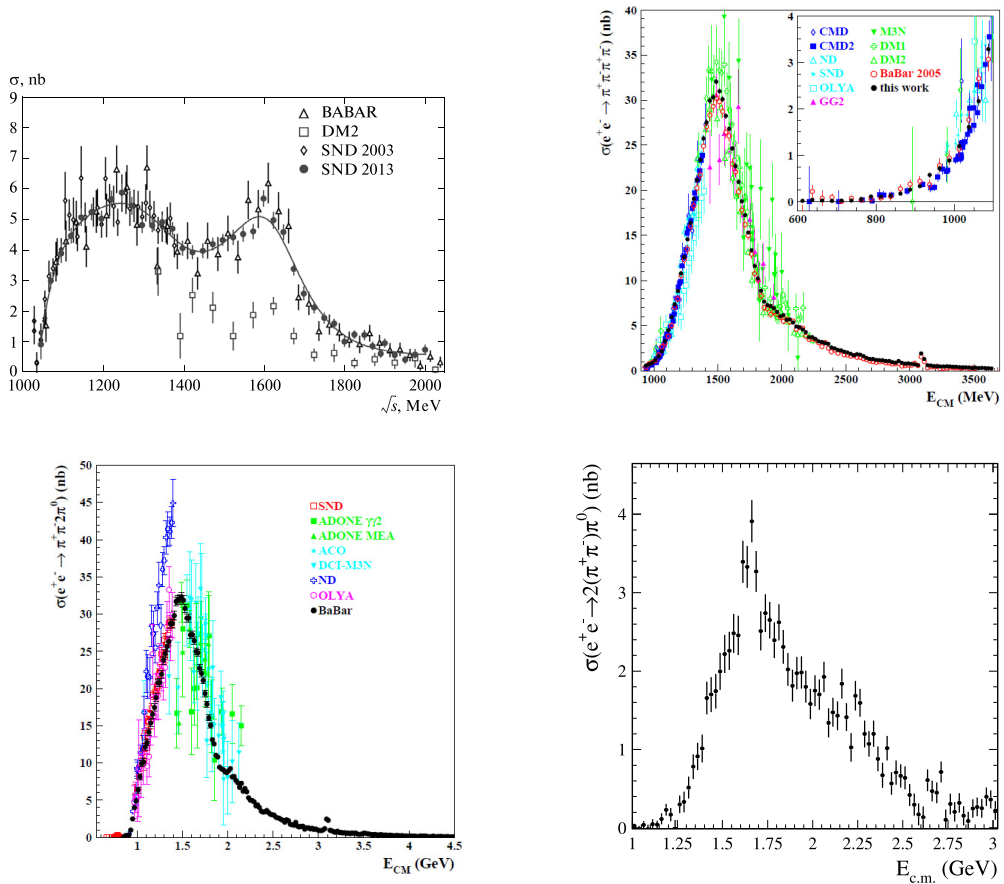 σ, nb
9
8
7
6
5
4
3
2
1
0
1000 1200 1400 1600 1800 2000
√s, MeV
BABAR
DM2
SND 2003
SND 2013
σ(e⁺e⁻ → π⁺π⁻π⁺π⁻) (nb)
40
35
30
25
20
15
10
5
0
1000 1500 2000 2500 3000 3500
E_CM (MeV)
4
3
2
1
0
600 800 1000
CMD
CMD2
ND
SND
OLYA
GG2
M3N
DM1
DM2
BaBar 2005
this work
σ(e⁺e⁻ → π⁺π⁻2π⁰) (nb)
50
45
40
35
30
25
20
15
10
5
0
1 1.5 2 2.5 3 3.5 4 4.5
E_CM (GeV)
SND
ADONE γγ2
ADONE MEA
ACO
DCI-M3N
ND
OLYA
BaBar
σ(e⁺e⁻→2(π⁺π⁻)π⁰) (nb)
4
3
2
1
0
1 1.25 1.5 1.75 2 2.25 2.5 2.75 3
E_c.m. (GeV)